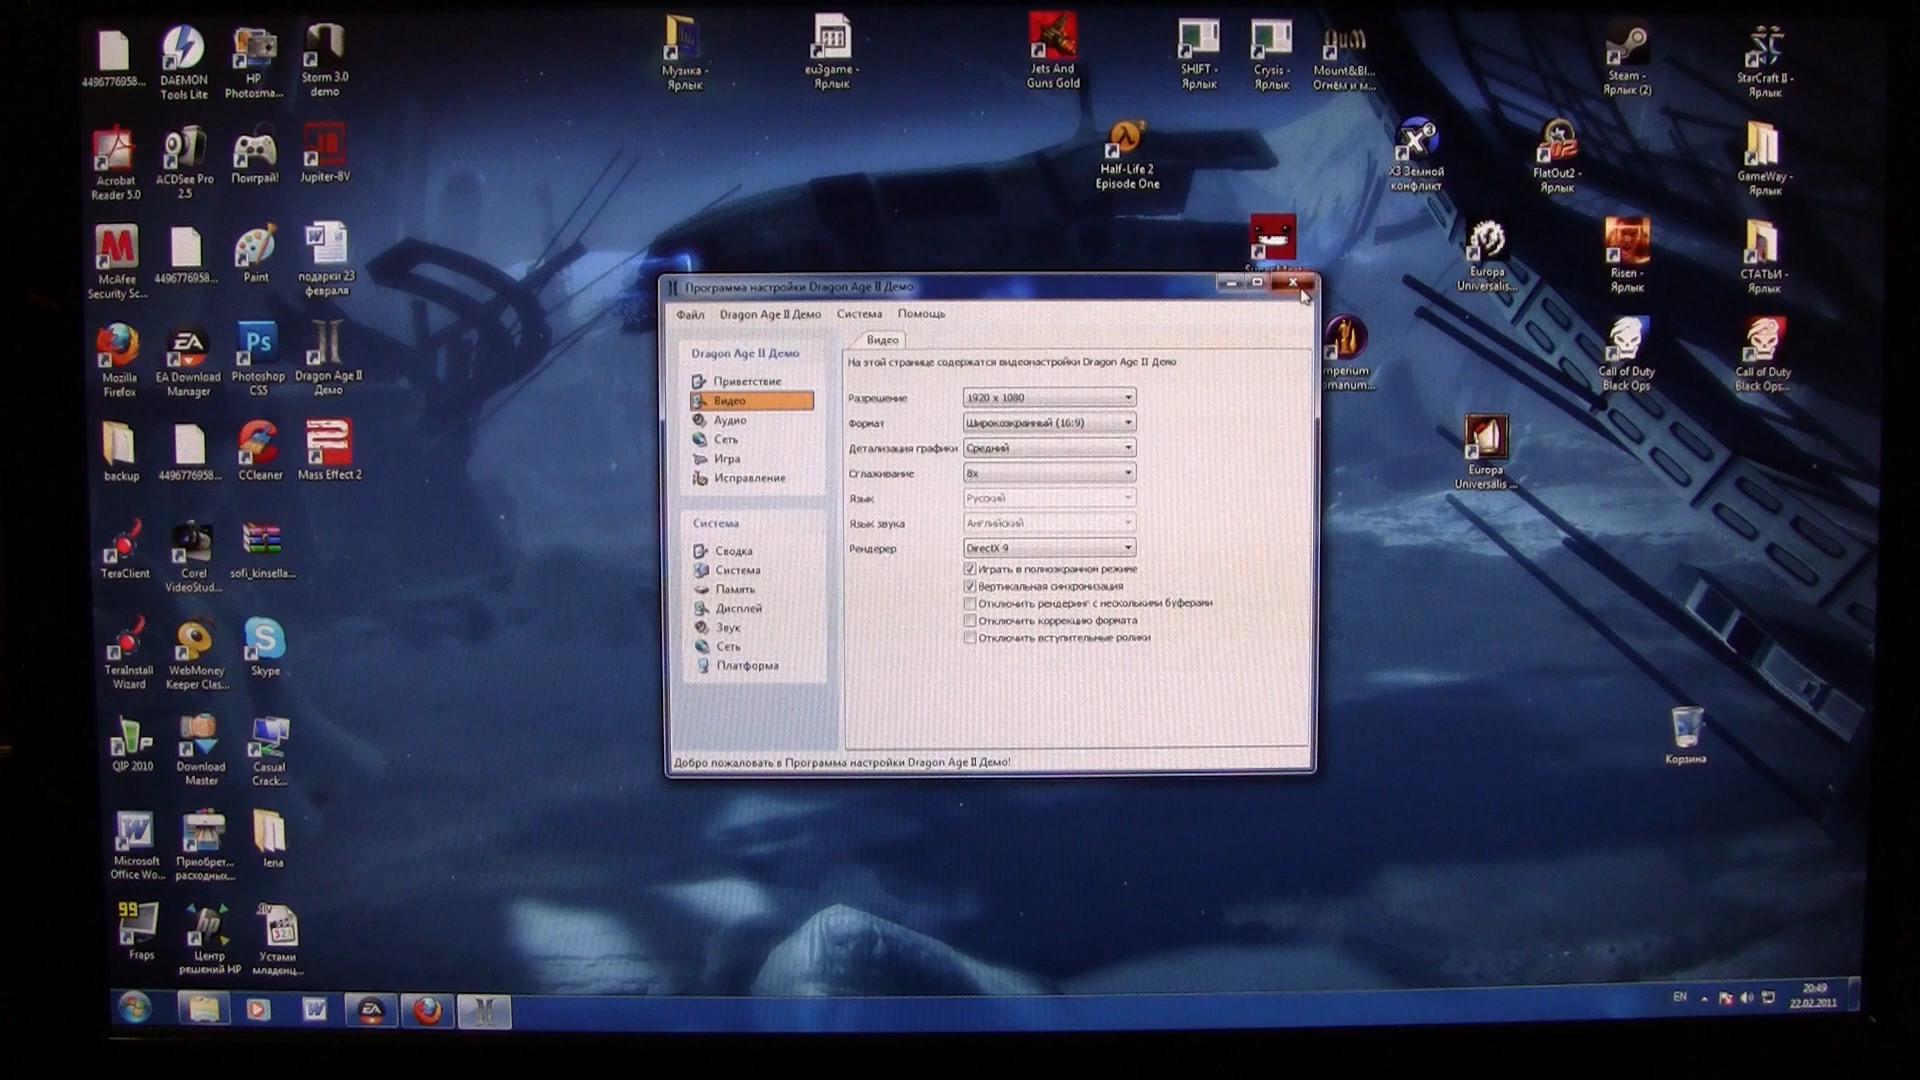 4496776958...
DAEMON
Tools Lite
HP
Photosma...
Storm 3.0
demo
Музика -
Ярлык
eu3game -
Ярлык
Jets And
Guns Gold
SHIFT -
Ярлык
Crysis -
Ярлык
Mount&Bl...
Огнём и м...
Steam -
Ярлык (2)
StarCraft II -
Ярлык
Acrobat
Reader 5.0
ACDSee Pro
2.5
Поиграй!
Jupiter-8V
Half-Life 2
Episode One
X3 Земной
конфликт
FlatOut2 -
Ярлык
GameWay -
Ярлык
McAfee
Security Sc...
4496776958...
Paint
подарки 23
февраля
Europa
Universalis...
Risen -
Ярлык
СТАТЬИ -
Ярлык
Mozilla
Firefox
EA Download
Manager
Photoshop
CS5
Dragon Age II
Демо
Call of Duty
Black Ops
Call of Duty
Black Ops...
backup
4496776958...
CCleaner
Mass Effect 2
Europa
Universalis ...
TeraClient
Corel
VideoStud...
sofi_kinsella...
TeraInstall
Wizard
WebMoney
Keeper Clas...
Skype
QIP 2010
Download
Master
Casual
Crack...
Корзина
Microsoft
Office Wo...
Приобрет...
расходных...
lena
99
Fraps
Центр
решений HP
Устами
младенц...
Программа настройки Dragon Age II Демо
Файл Dragon Age II Демо Система Помощь
Dragon Age II Демо
Приветствие
Видео
Аудио
Сеть
Игра
Исправление
Система
Сводка
Система
Память
Дисплей
Звук
Сеть
Платформа
Видео
На этой странице содержатся видеонастройки Dragon Age II Демо
Разрешение 1920 x 1080
Формат Широкоэкранный (16:9)
Детализация графики Средний
Сглаживание 8x
Язык Русский
Язык звука Английский
Рендерер DirectX 9
Играть в полноэкранном режиме
Вертикальная синхронизация
Отключить рендеринг с несколькими буферами
Отключить коррекцию формата
Отключить вступительные ролики
Добро пожаловать в Программа настройки Dragon Age II Демо!
EN
20:49
22.02.2011